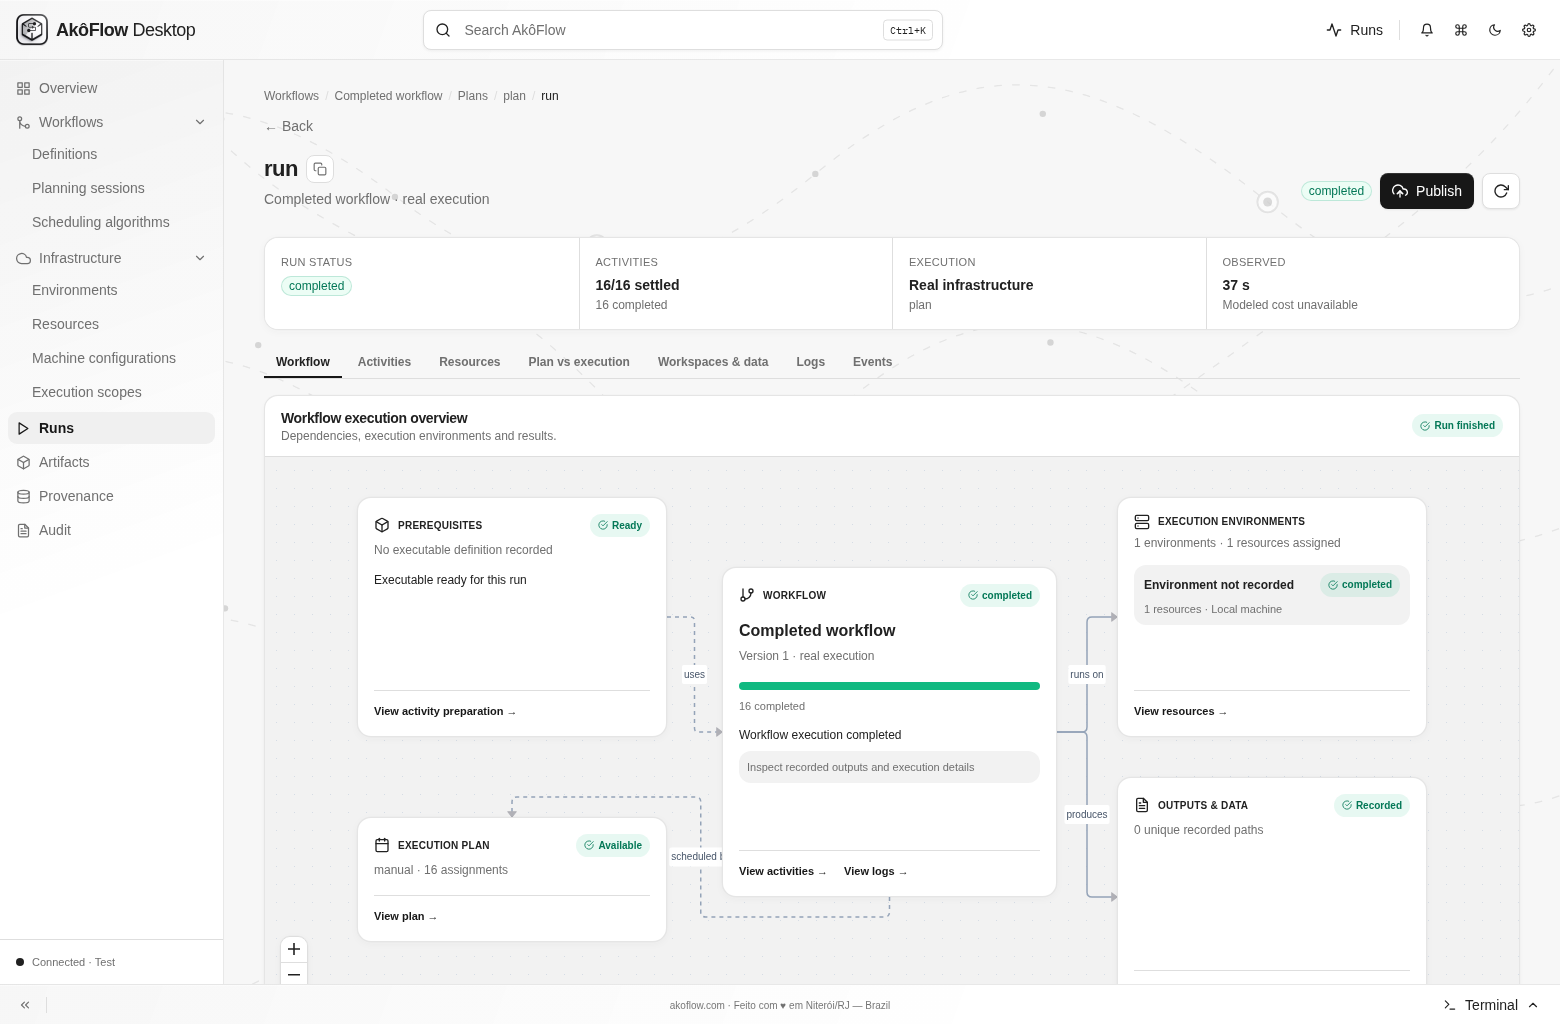 AkôFlow Desktop
Search AkôFlow
Ctrl+K
Runs
Overview
Workflows
Definitions
Planning sessions
Scheduling algorithms
Infrastructure
Environments
Resources
Machine configurations
Execution scopes
Runs
Artifacts
Provenance
Audit
Connected · Test
Workflows / Completed workflow / Plans / plan / run
← Back
run
Completed workflow · real execution
completed
Publish
RUN STATUS
completed
ACTIVITIES
16/16 settled
16 completed
EXECUTION
Real infrastructure
plan
OBSERVED
37 s
Modeled cost unavailable
Workflow
Activities
Resources
Plan vs execution
Workspaces & data
Logs
Events
Workflow execution overview
Dependencies, execution environments and results.
Run finished
PREREQUISITES
Ready
No executable definition recorded
Executable ready for this run
View activity preparation →
uses
EXECUTION PLAN
Available
manual · 16 assignments
View plan →
scheduled b
WORKFLOW
completed
Completed workflow
Version 1 · real execution
16 completed
Workflow execution completed
Inspect recorded outputs and execution details
View activities →
View logs →
runs on
produces
EXECUTION ENVIRONMENTS
1 environments · 1 resources assigned
Environment not recorded
completed
1 resources · Local machine
View resources →
OUTPUTS & DATA
Recorded
0 unique recorded paths
akoflow.com · Feito com ♥ em Niterói/RJ — Brazil
Terminal